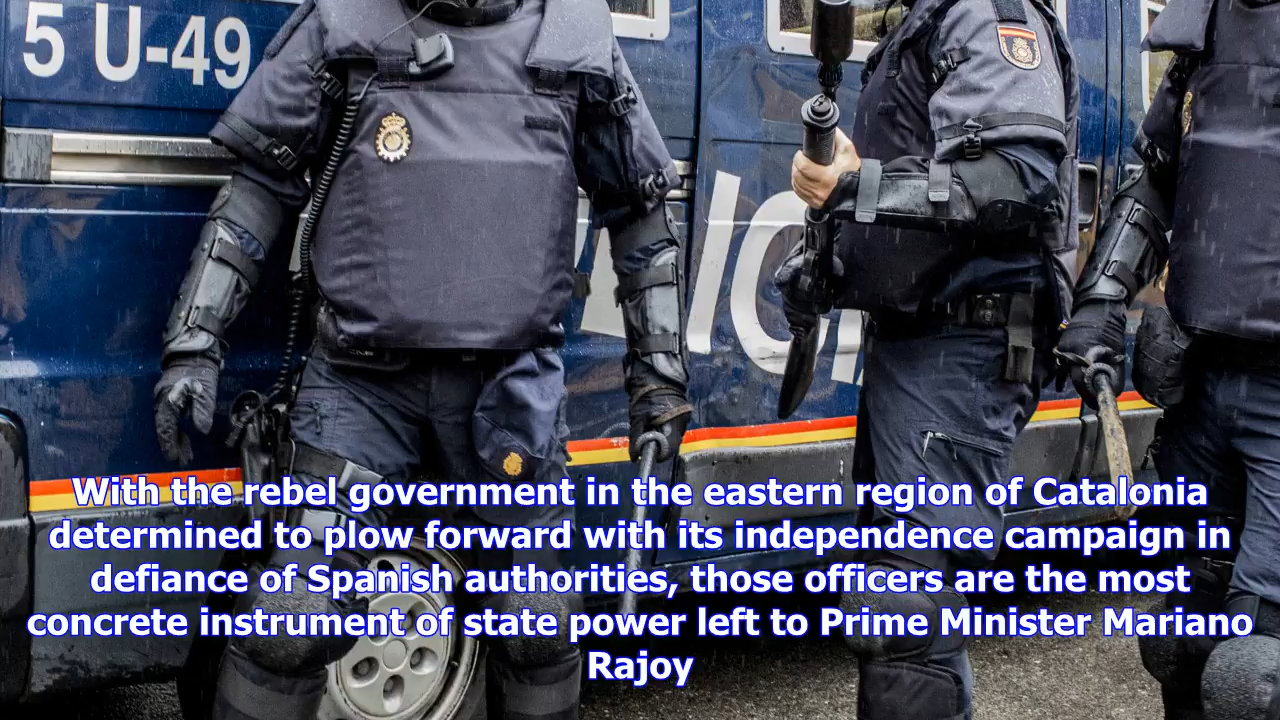 5 U-49
With the rebel government in the eastern region of Catalonia
determined to plow forward with its independence campaign in
defiance of Spanish authorities, those officers are the most
concrete instrument of state power left to Prime Minister Mariano
Rajoy